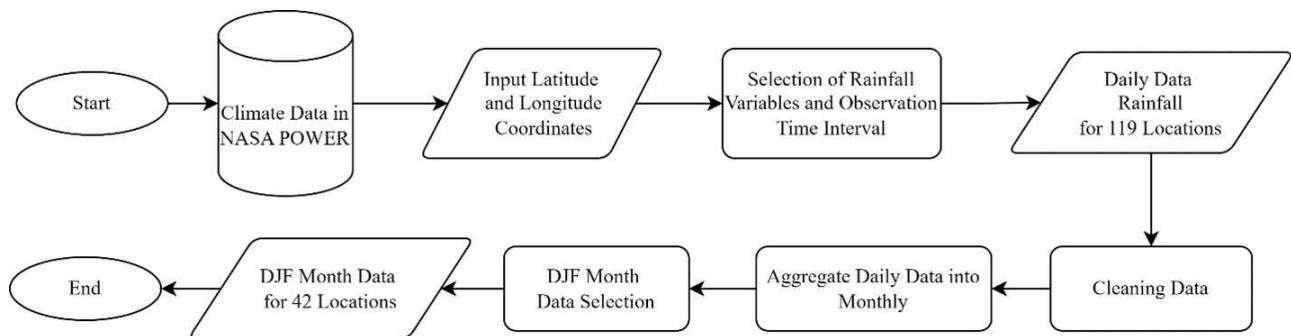 Start
Climate Data in
NASA POWER
Input Latitude
and Longitude
Coordinates
Selection of Rainfall
Variables and Observation
Time Interval
Daily Data
Rainfall
for 119 Locations
Cleaning Data
Aggregate Daily Data into
Monthly
DJF Month
Data Selection
DJF Month Data
for 42 Locations
End